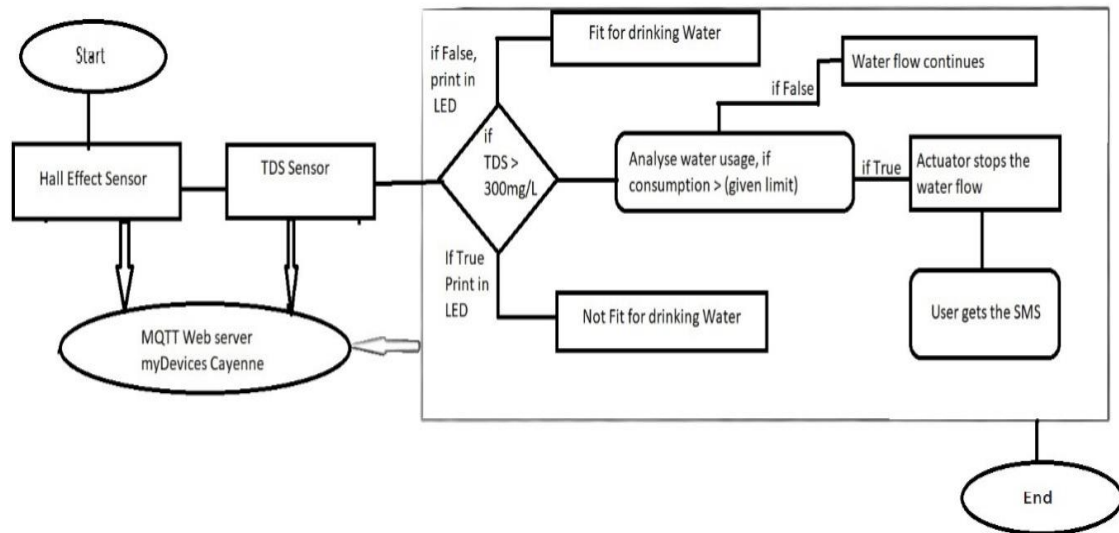 Start
Hall Effect Sensor
TDS Sensor
MQTT Web server
myDevices Cayenne
if False,
print in
LED
Fit for drinking Water
if
TDS >
300mg/L
If True
Print in
LED
Not Fit for drinking Water
Analyse water usage, if
consumption > (given limit)
if False
Water flow continues
if True
Actuator stops the
water flow
User gets the SMS
End